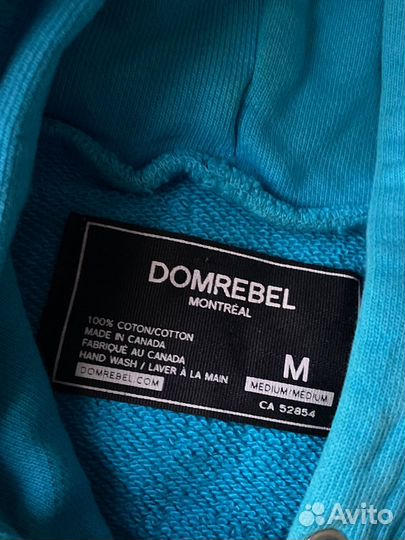 DOMREBEL
MONTRÉAL
100% COTON/COTTON
MADE IN CANADA
FABRIQUÉ AU CANADA
HAND WASH / LAVER À LA MAIN
DOMREBEL.COM
M
MEDIUM/MÉDIUM
CA 52854
Avito